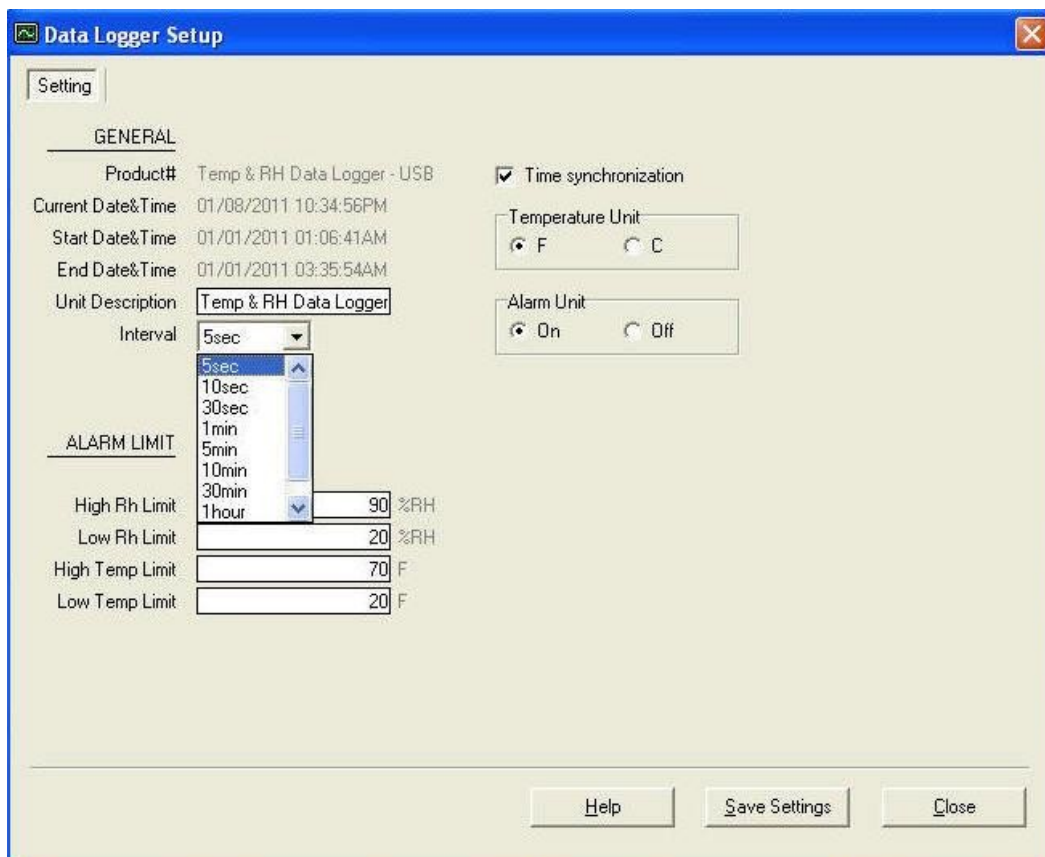 Data Logger Setup
Setting
GENERAL
Product# Temp & RH Data Logger - USB
Current Date&Time 01/08/2011 10:34:56PM
Start Date&Time 01/01/2011 01:06:41AM
End Date&Time 01/01/2011 03:35:54AM
Unit Description Temp & RH Data Logger
Interval 5sec
5sec
10sec
30sec
1min
5min
10min
30min
1hour
ALARM LIMIT
High Rh Limit 90 %RH
Low Rh Limit 20 %RH
High Temp Limit 70 F
Low Temp Limit 20 F
Time synchronization
Temperature Unit
F C
Alarm Unit
On Off
Help Save Settings Close